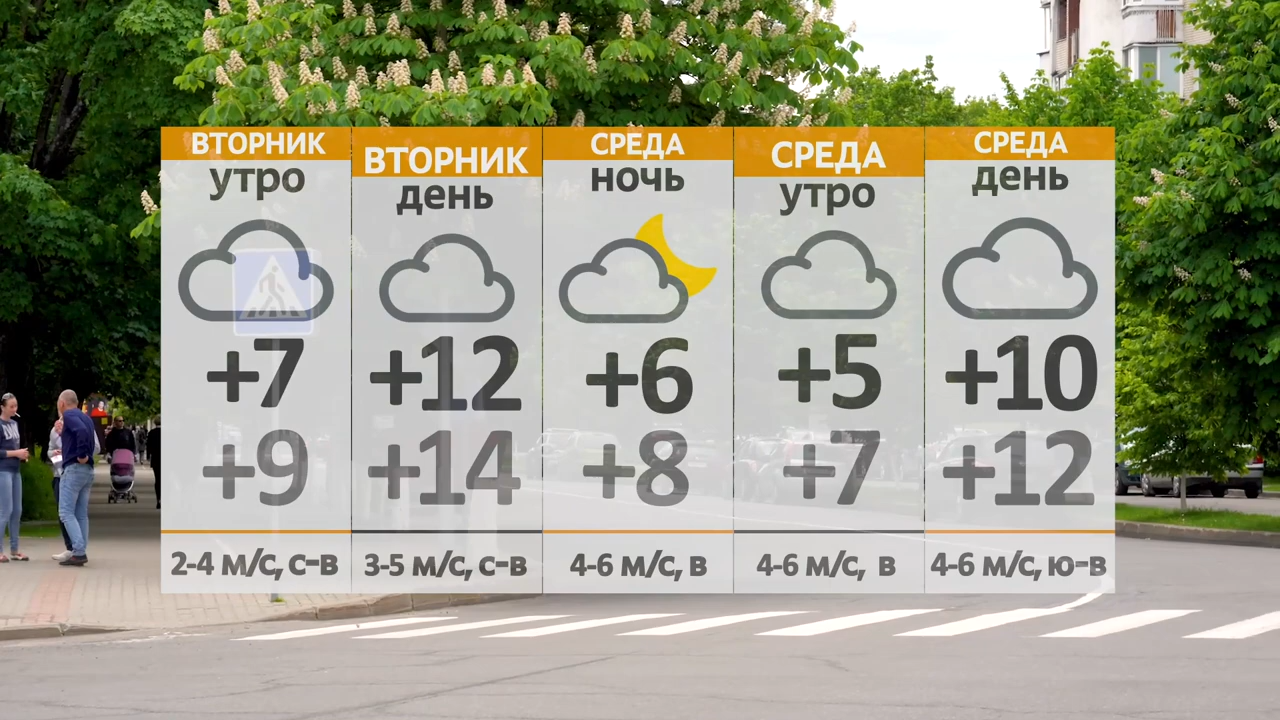 ВТОРНИК
утро
+7
+9
2-4 м/с, с-в
ВТОРНИК
день
+12
+14
3-5 м/с, с-в
СРЕДА
ночь
+6
+8
4-6 м/с, в
СРЕДА
утро
+5
+7
4-6 м/с, в
СРЕДА
день
+10
+12
4-6 м/с, ю-в